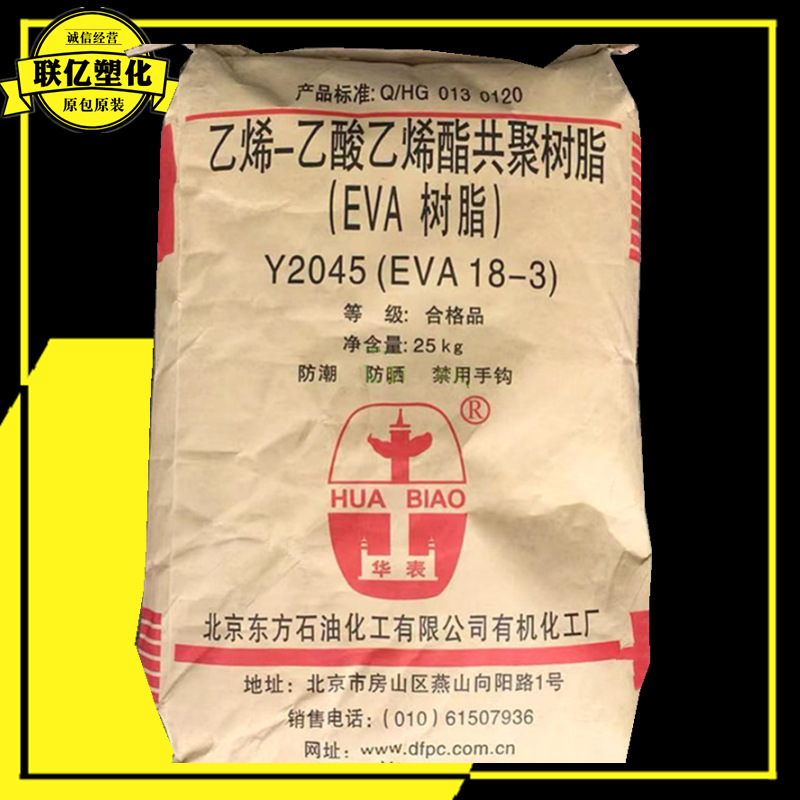 诚信经营
联亿塑化
原包原装
产品标准: Q/HG 013 0120
乙烯-乙酸乙烯酯共聚树脂
(EVA 树脂)
Y2045 (EVA 18-3)
等 级: 合格品
净含量: 25kg
防潮 防晒 禁用手钩
®
HUA BIAO
华表
北京东方石油化工有限公司有机化工厂
地址: 北京市房山区燕山向阳路1号
销售电话: (010) 61507936
网址: www.dfpc.com.cn